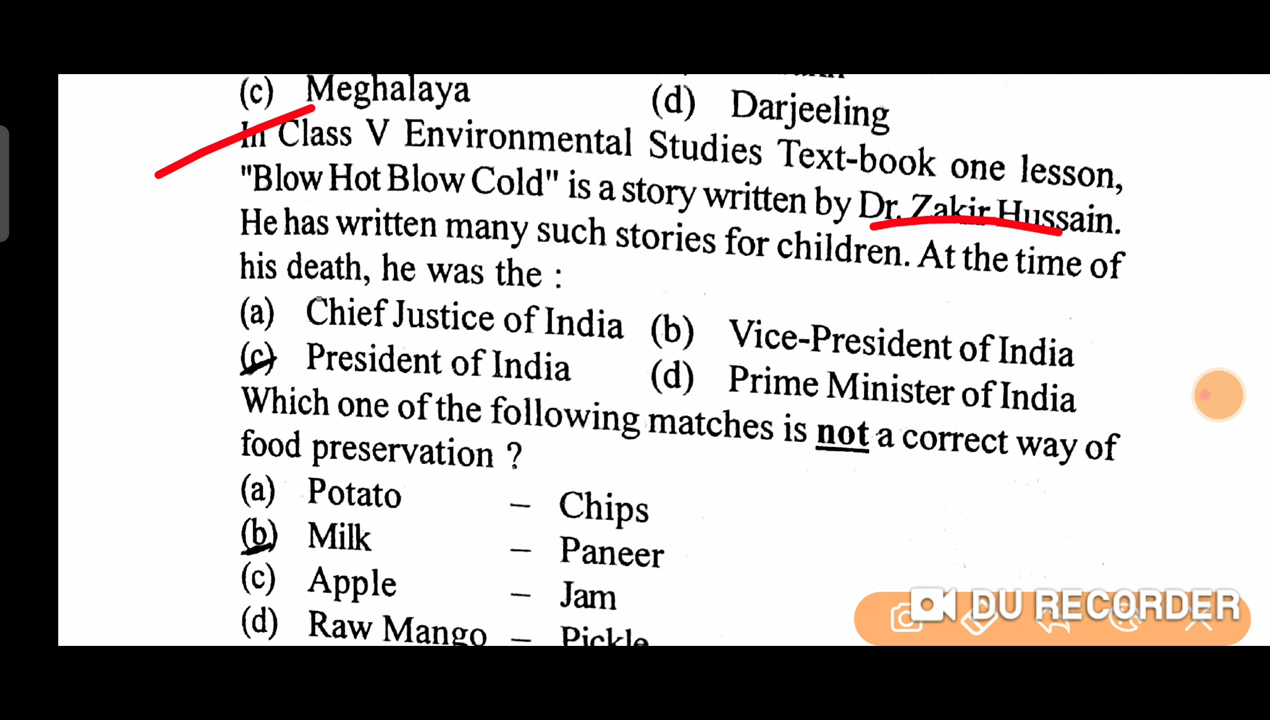 (c) Meghalaya (d) Darjeeling
In Class V Environmental Studies Text-book one lesson,
"Blow Hot Blow Cold" is a story written by Dr. Zakir Hussain.
He has written many such stories for children. At the time of
his death, he was the :
(a) Chief Justice of India (b) Vice-President of India
(c) President of India (d) Prime Minister of India
Which one of the following matches is not a correct way of
food preservation ?
(a) Potato – Chips
(b) Milk – Paneer
(c) Apple – Jam
(d) Raw Mango – Pickle
DU RECORDER